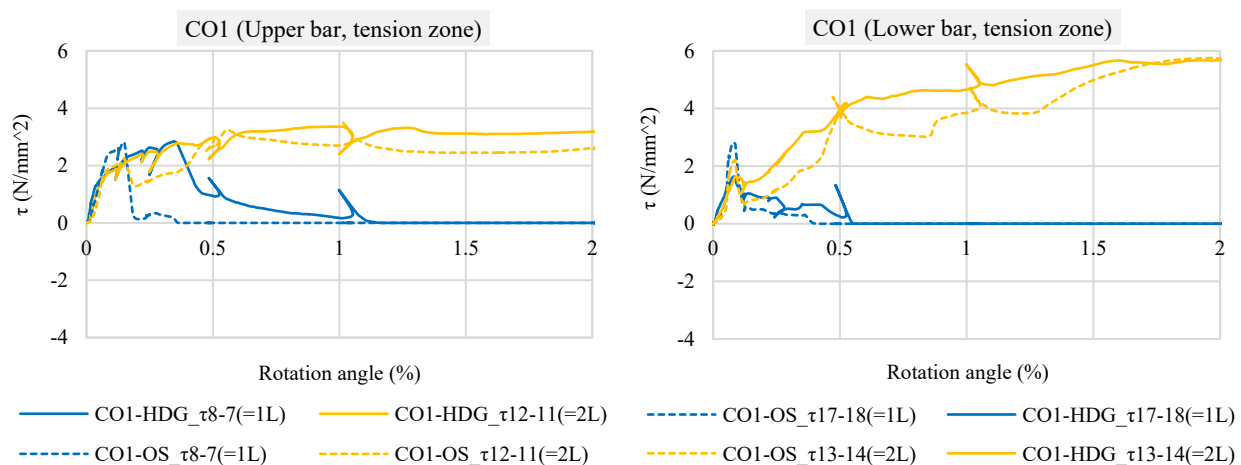 CO1 (Upper bar, tension zone)
6
4
2
0
-2
-4
τ (N/mm^2)
0
0.5
1
1.5
2
Rotation angle (%)
CO1-HDG_τ8-7(=1L)
CO1-HDG_τ12-11(=2L)
CO1-OS_τ8-7(=1L)
CO1-OS_τ12-11(=2L)
CO1 (Lower bar, tension zone)
6
4
2
0
-2
-4
τ (N/mm^2)
0
0.5
1
1.5
2
Rotation angle (%)
CO1-OS_τ17-18(=1L)
CO1-HDG_τ17-18(=1L)
CO1-OS_τ13-14(=2L)
CO1-HDG_τ13-14(=2L)